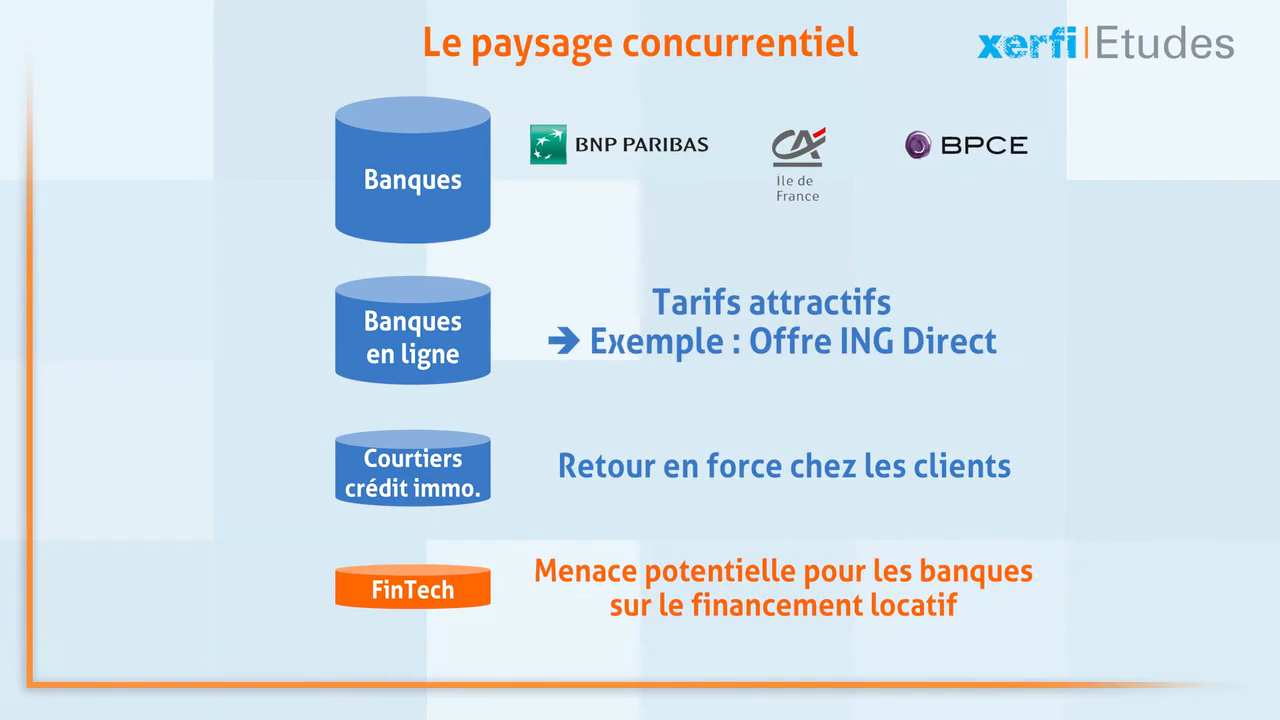 Le paysage concurrentiel
xerfi Etudes
Banques
BNP PARIBAS
CA
Ile de
France
BPCE
Banques
en ligne
Tarifs attractifs
➔ Exemple : Offre ING Direct
Courtiers
crédit immo.
Retour en force chez les clients
FinTech
Menace potentielle pour les banques
sur le financement locatif